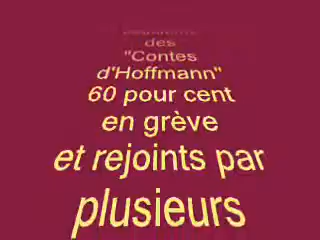 des
"Contes
d'Hoffmann"
60 pour cent
en grève
et rejoints par
plusieurs